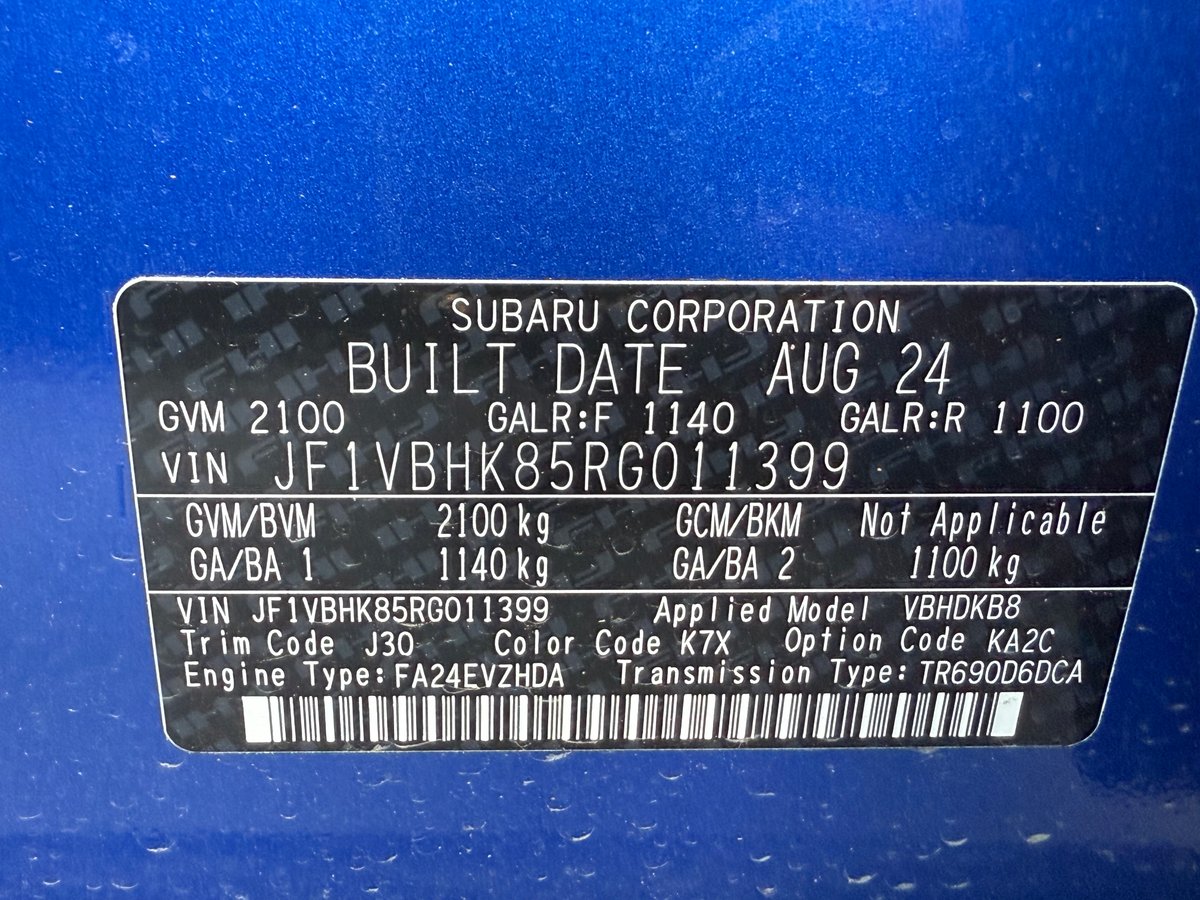 SUBARU CORPORATION
BUILT DATE AUG 24
GVM 2100 GALR:F 1140 GALR:R 1100
VIN JF1VBHK85RG011399
GVM/BVM 2100 kg GCM/BKM Not Applicable
GA/BA 1 1140 kg GA/BA 2 1100 kg
VIN JF1VBHK85RG011399 Applied Model VBHDKB8
Trim Code J30 Color Code K7X Option Code KA2C
Engine Type: FA24EVZHDA Transmission Type: TR690D6DCA